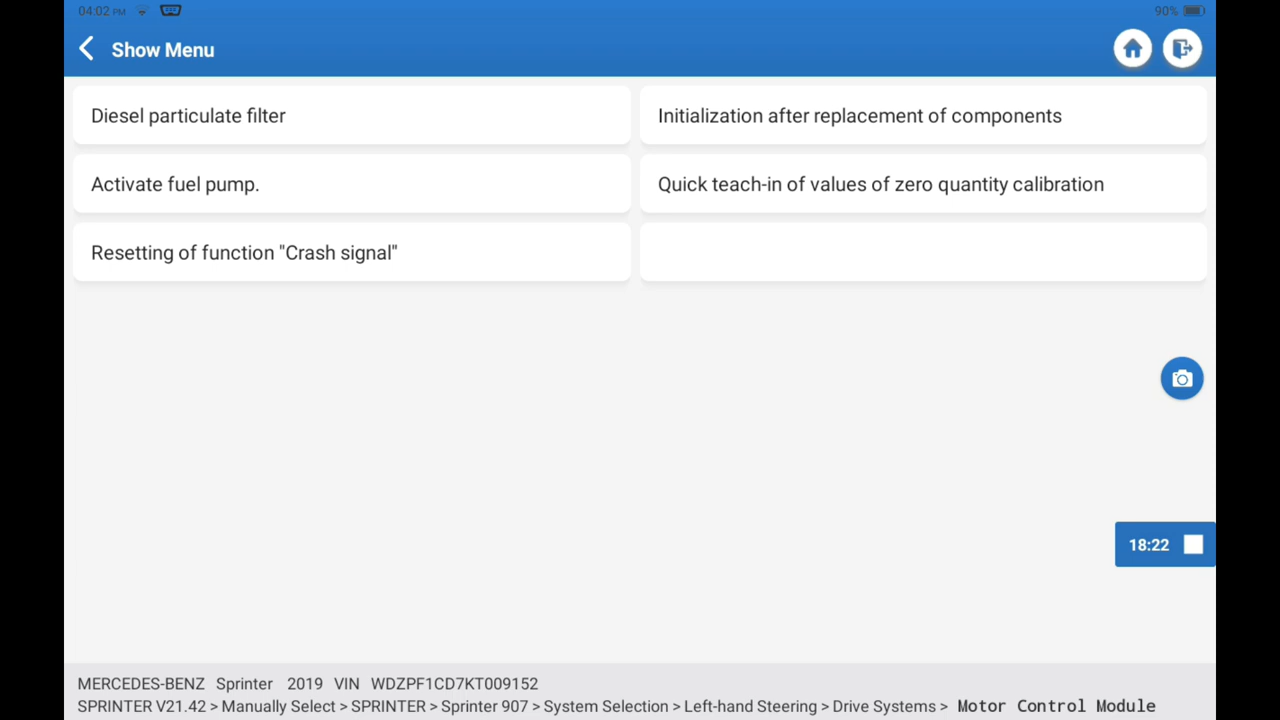 04:02 PM
90%
Show Menu
Diesel particulate filter
Initialization after replacement of components
Activate fuel pump.
Quick teach-in of values of zero quantity calibration
Resetting of function "Crash signal"
18:22
MERCEDES-BENZ Sprinter 2019 VIN WDZPF1CD7KT009152
SPRINTER V21.42 > Manually Select > SPRINTER > Sprinter 907 > System Selection > Left-hand Steering > Drive Systems > Motor Control Module